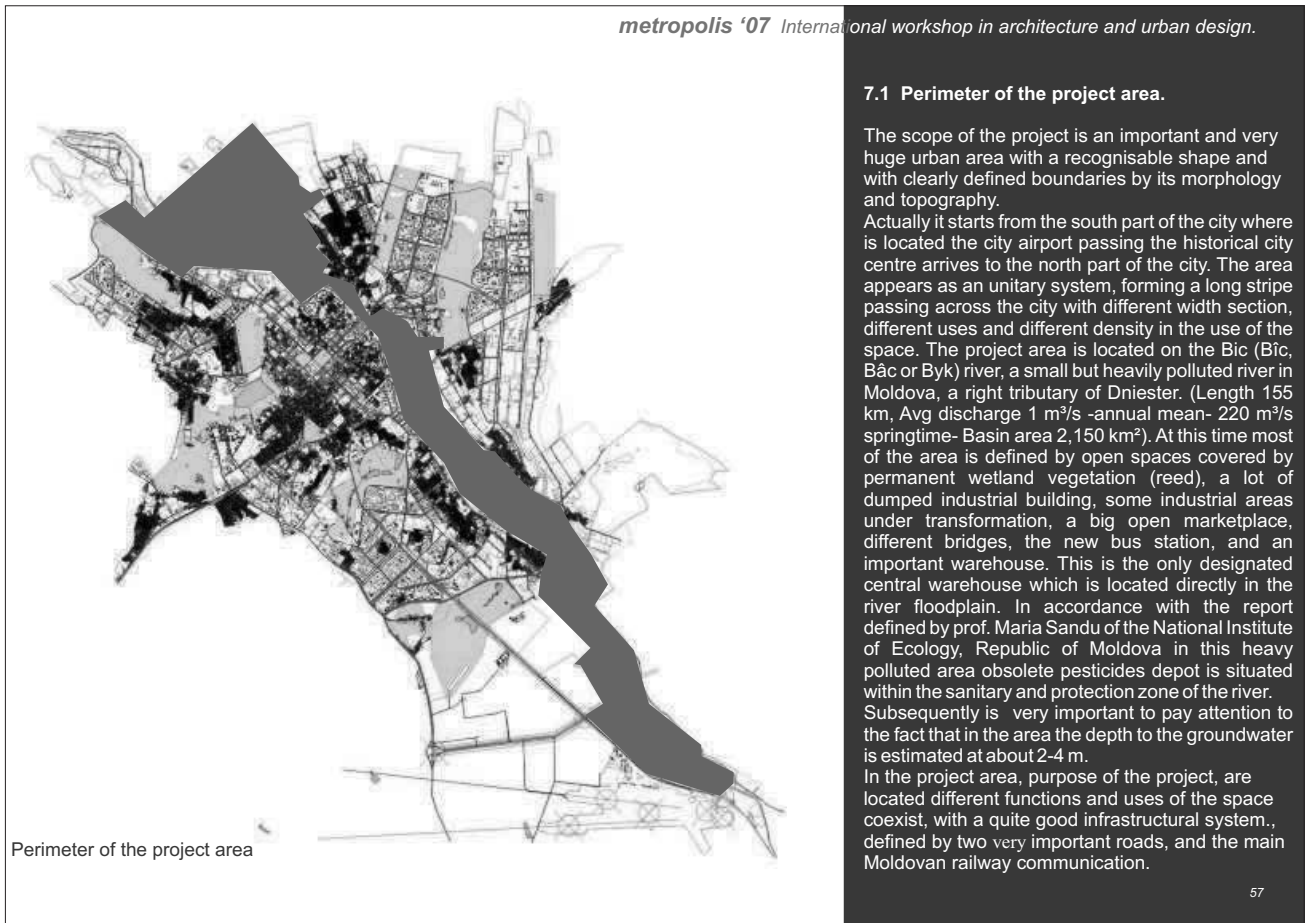 metropolis ‘07 International workshop in architecture and urban design.
7.1 Perimeter of the project area.
The scope of the project is an important and very
huge urban area with a recognisable shape and
with clearly defined boundaries by its morphology
and topography.
Actually it starts from the south part of the city where
is located the city airport passing the historical city
centre arrives to the north part of the city. The area
appears as an unitary system, forming a long stripe
passing across the city with different width section,
different uses and different density in the use of the
space. The project area is located on the Bic (Bîc,
Bâc or Byk) river, a small but heavily polluted river in
Moldova, a right tributary of Dniester. (Length 155
km, Avg discharge 1 m³/s -annual mean- 220 m³/s
springtime- Basin area 2,150 km²). At this time most
of the area is defined by open spaces covered by
permanent wetland vegetation (reed), a lot of
dumped industrial building, some industrial areas
under transformation, a big open marketplace,
different bridges, the new bus station, and an
important warehouse. This is the only designated
central warehouse which is located directly in the
river floodplain. In accordance with the report
defined by prof. Maria Sandu of the National Institute
of Ecology, Republic of Moldova in this heavy
polluted area obsolete pesticides depot is situated
within the sanitary and protection zone of the river.
Subsequently is very important to pay attention to
the fact that in the area the depth to the groundwater
is estimated at about 2-4 m.
In the project area, purpose of the project, are
located different functions and uses of the space
coexist, with a quite good infrastructural system.,
defined by two very important roads, and the main
Moldovan railway communication.
Perimeter of the project area
57